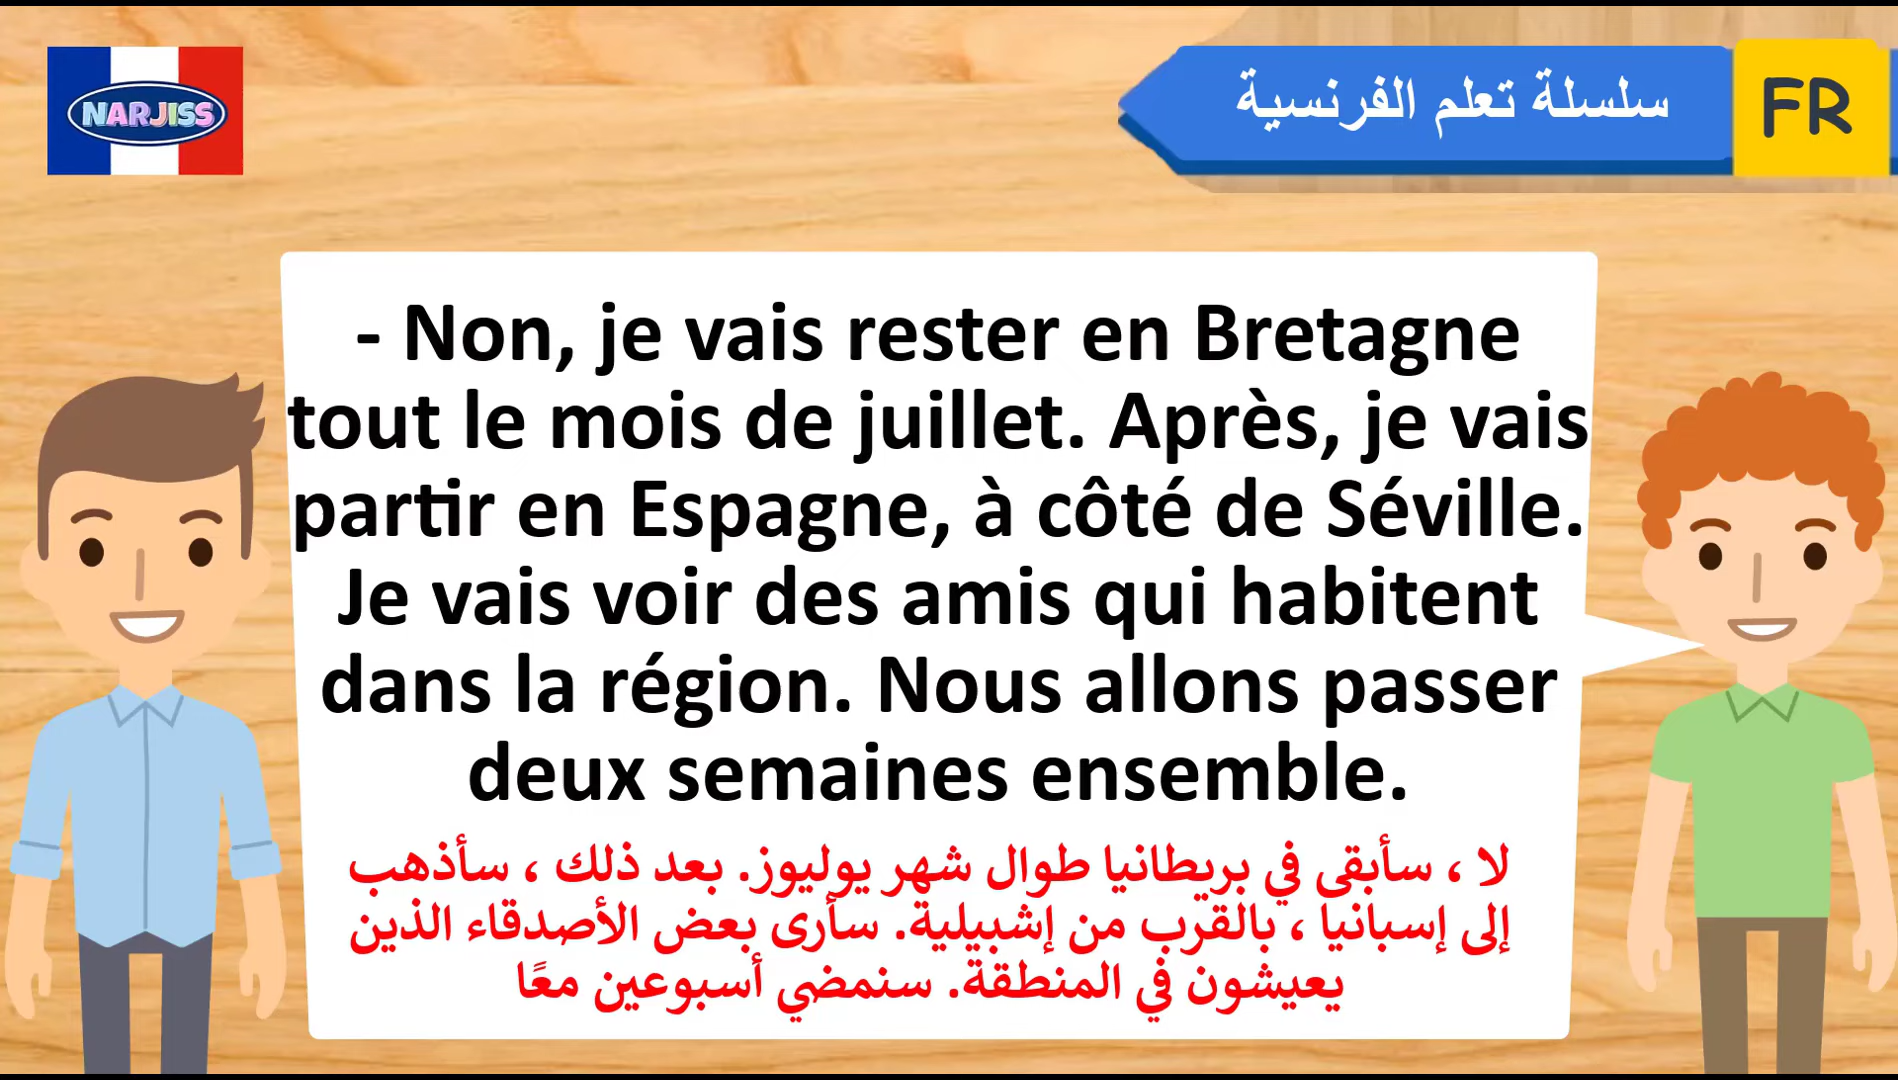 NARJISS
سلسلة تعلم الفرنسية
FR
- Non, je vais rester en Bretagne
tout le mois de juillet. Après, je vais
partir en Espagne, à côté de Séville.
Je vais voir des amis qui habitent
dans la région. Nous allons passer
deux semaines ensemble.
لا ، سأبقى في بريطانيا طوال شهر يوليوز. بعد ذلك ، سأذهب
إلى إسبانيا ، بالقرب من إشبيلية. سأرى بعض الأصدقاء الذين
يعيشون في المنطقة. سنمضي أسبوعين معًا